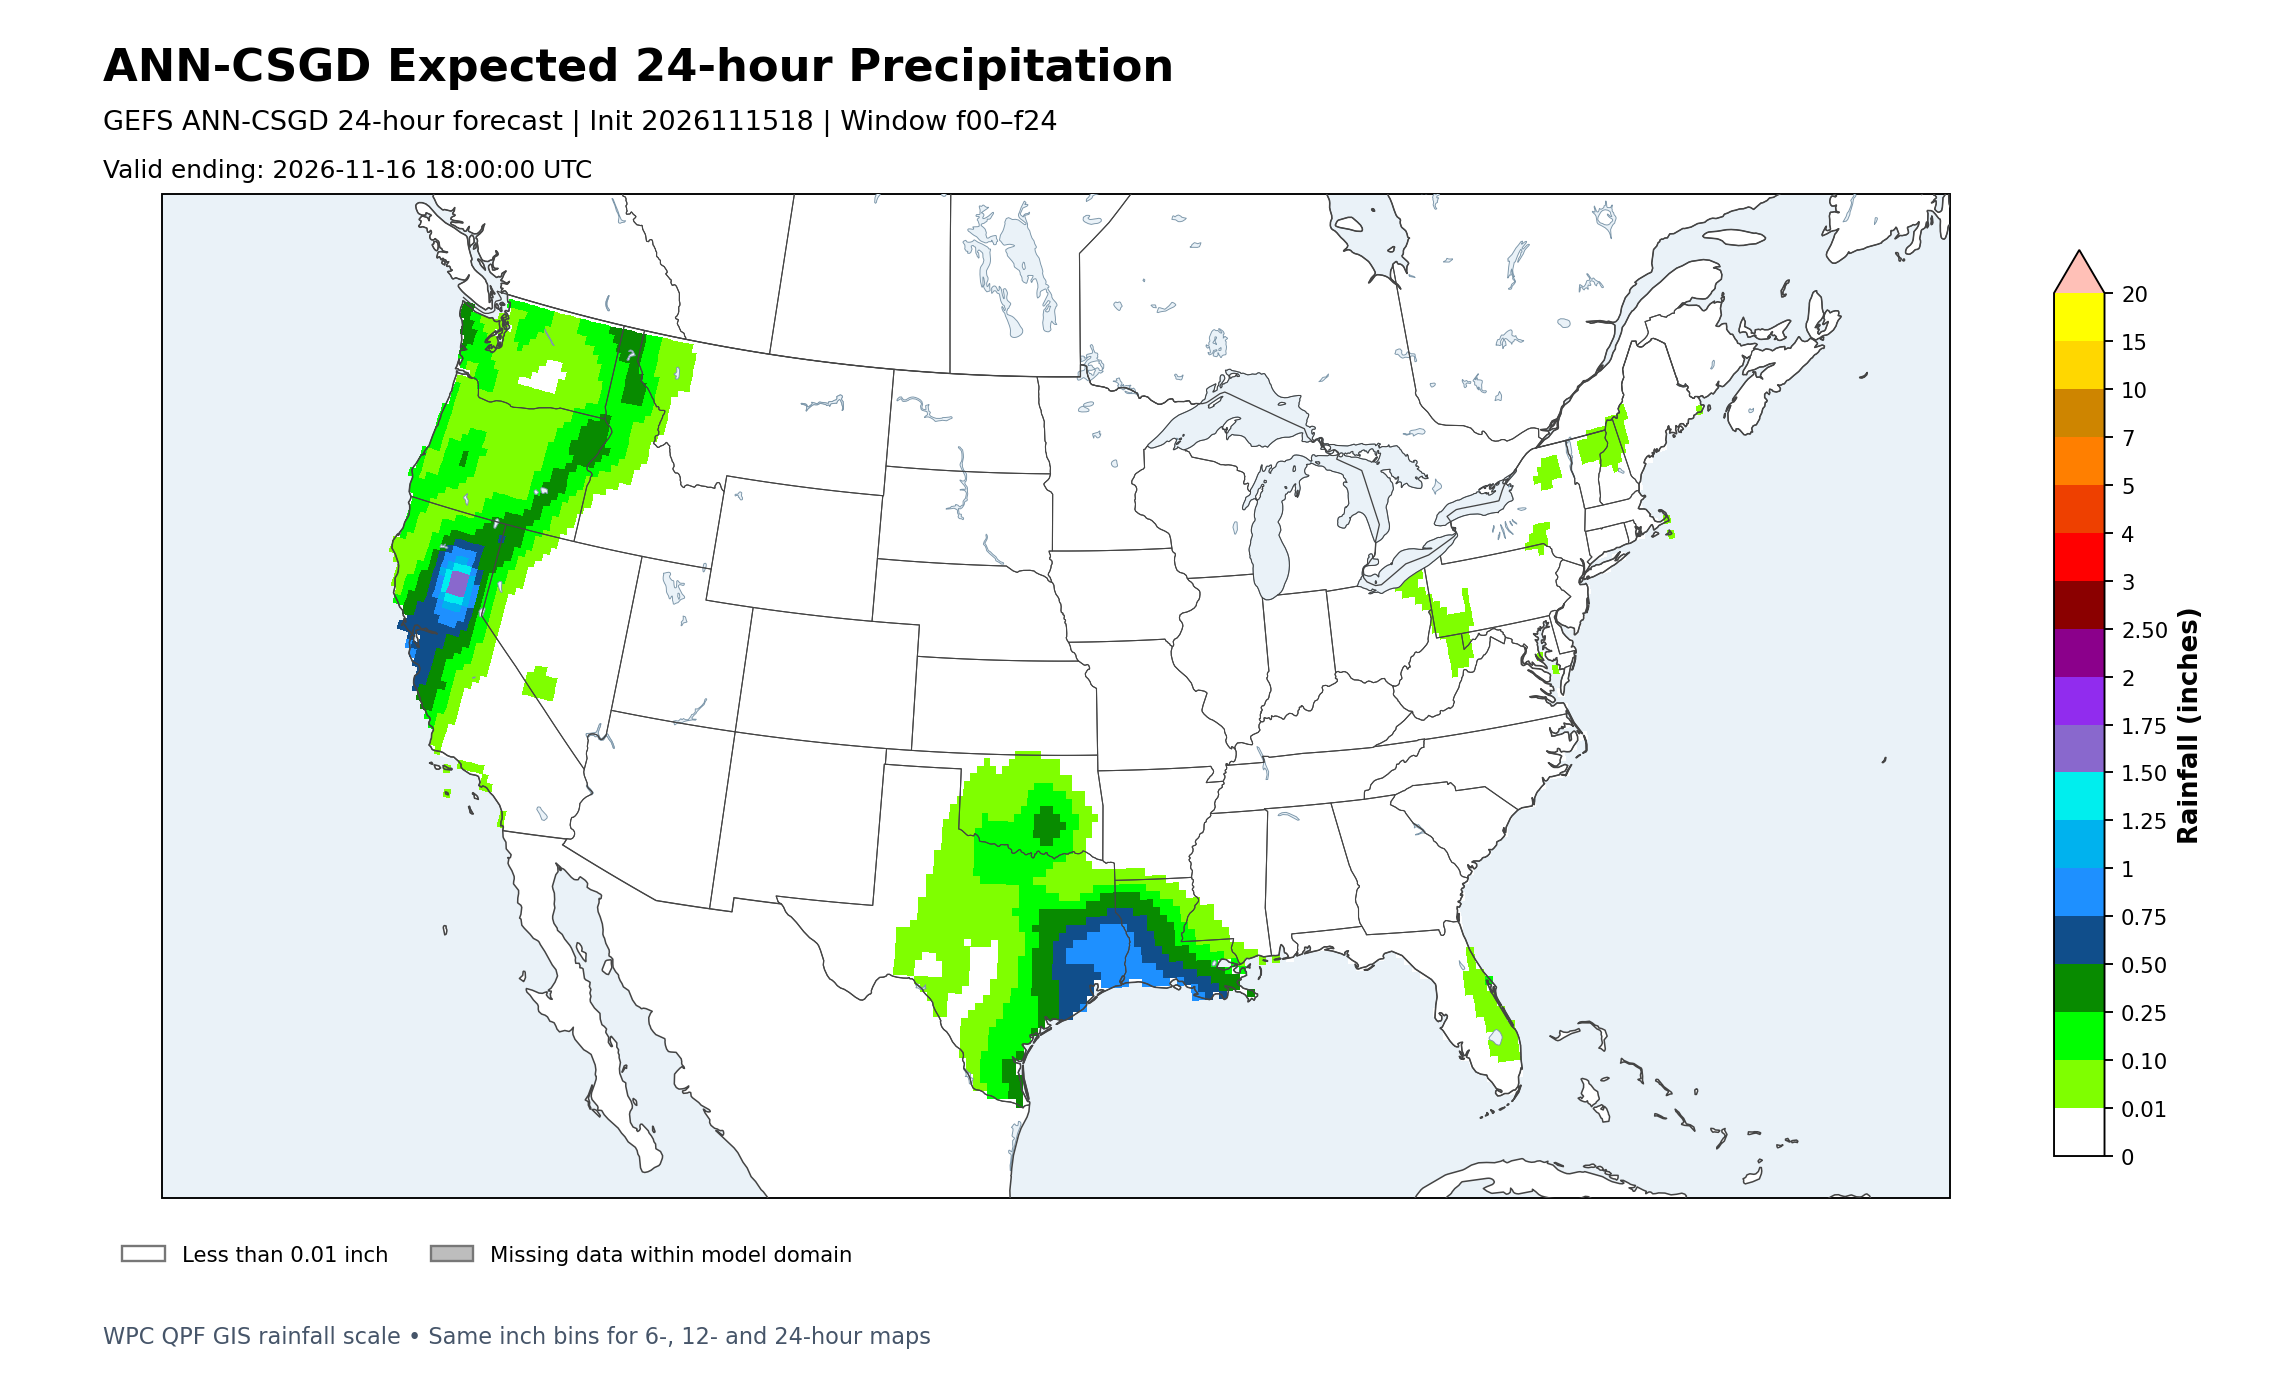 ANN-CSGD Expected 24-hour Precipitation
GEFS ANN-CSGD 24-hour forecast | Init 2026111518 | Window f00–f24
Valid ending: 2026-11-16 18:00:00 UTC
20
15
10
7
5
4
3
2.50
2
1.75
1.50
1.25
1
0.75
0.50
0.25
0.10
0.01
0
Rainfall (inches)
Less than 0.01 inch
Missing data within model domain
WPC QPF GIS rainfall scale • Same inch bins for 6-, 12- and 24-hour maps